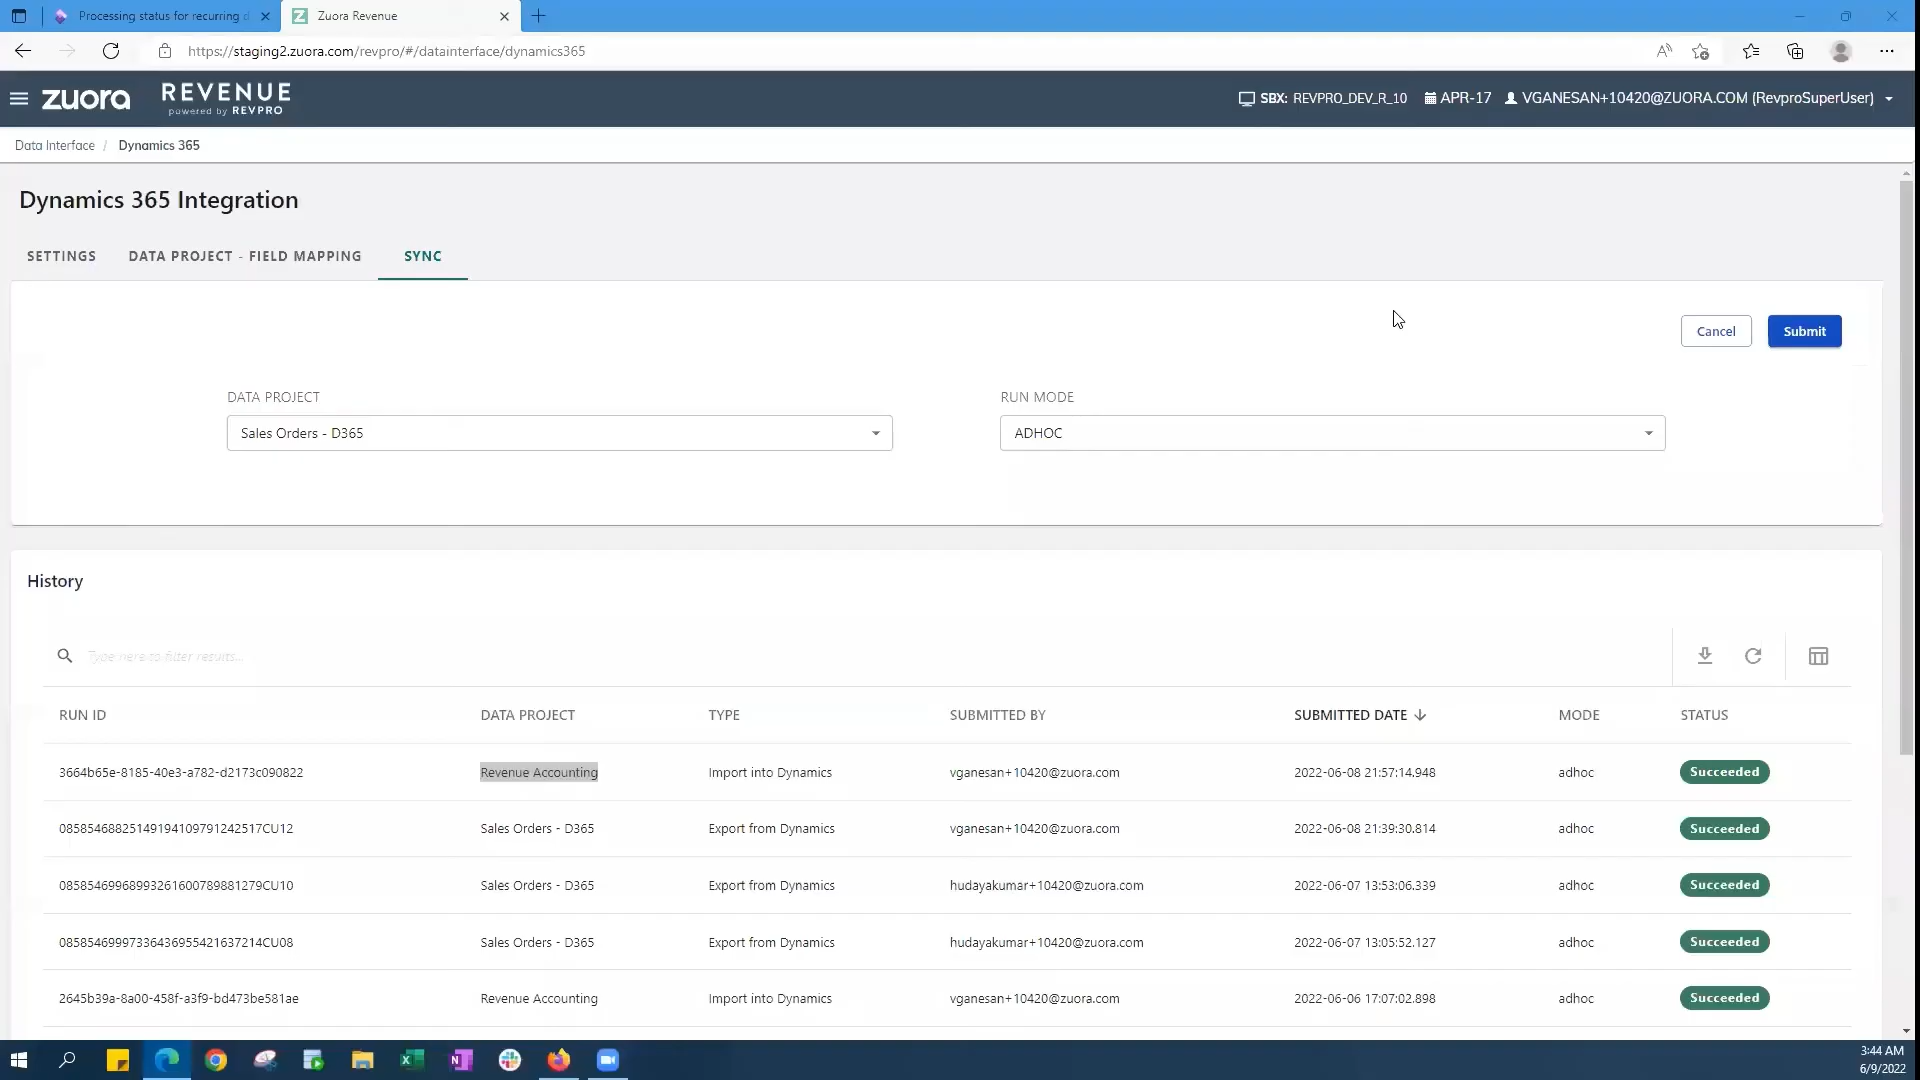 Processing status for recurring d
Zuora Revenue
https://staging2.zuora.com/revpro/#/datainterface/dynamics365
zuora REVENUE
powered by REVPRO
SBX: REVPRO_DEV_R_10 APR-17 VGANESAN+10420@ZUORA.COM (RevproSuperUser)
Data Interface / Dynamics 365
Dynamics 365 Integration
SETTINGS DATA PROJECT - FIELD MAPPING SYNC
Cancel Submit
DATA PROJECT RUN MODE
Sales Orders - D365 ADHOC
History
Type here to filter results...
RUN ID DATA PROJECT TYPE SUBMITTED BY SUBMITTED DATE MODE STATUS
3664b65e-8185-40e3-a782-d2173c090822 Revenue Accounting Import into Dynamics vganesan+10420@zuora.com 2022-06-08 21:57:14.948 adhoc Succeeded
08585468825149194109791242517CU12 Sales Orders - D365 Export from Dynamics vganesan+10420@zuora.com 2022-06-08 21:39:30.814 adhoc Succeeded
08585469968993261600789881279CU10 Sales Orders - D365 Export from Dynamics hudayakumar+10420@zuora.com 2022-06-07 13:53:06.339 adhoc Succeeded
08585469997336436955421637214CU08 Sales Orders - D365 Export from Dynamics hudayakumar+10420@zuora.com 2022-06-07 13:05:52.127 adhoc Succeeded
2645b39a-8a00-458f-a3f9-bd473be581ae Revenue Accounting Import into Dynamics vganesan+10420@zuora.com 2022-06-06 17:07:02.898 adhoc Succeeded
3:44 AM
6/9/2022